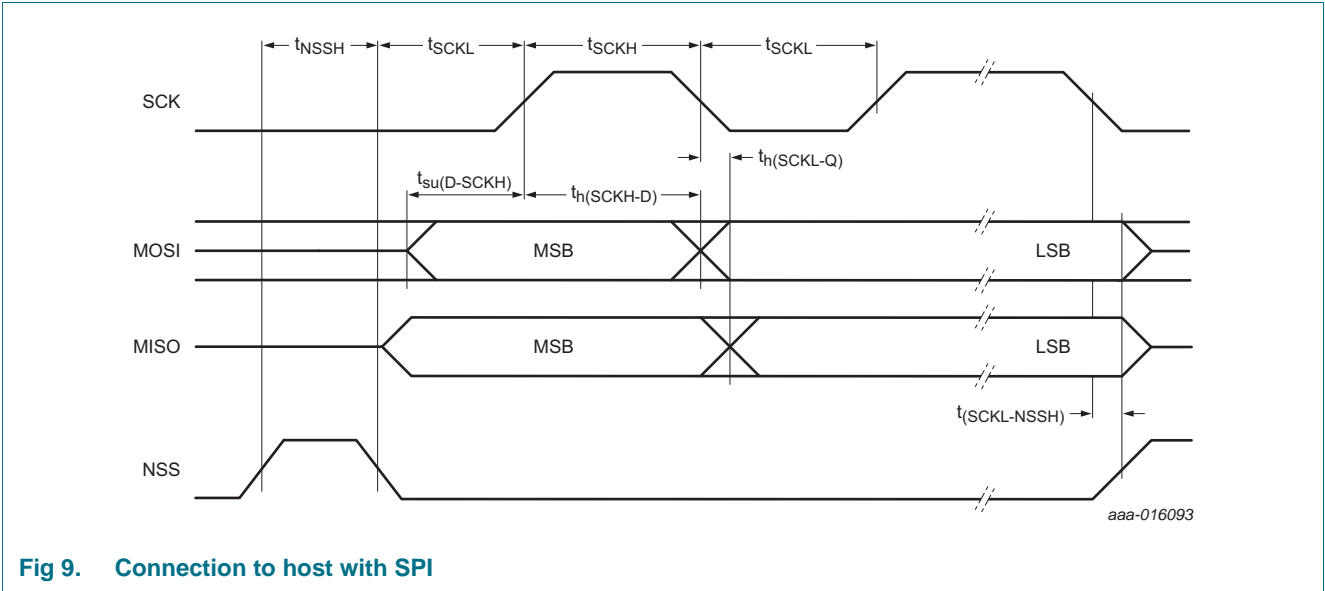 tNSSH tSCKL tSCKH tSCKL
SCK
th(SCKL-Q)
tsu(D-SCKH) th(SCKH-D)
MOSI MSB LSB
MISO MSB LSB
t(SCKL-NSSH)
NSS
aaa-016093
Fig 9. Connection to host with SPI